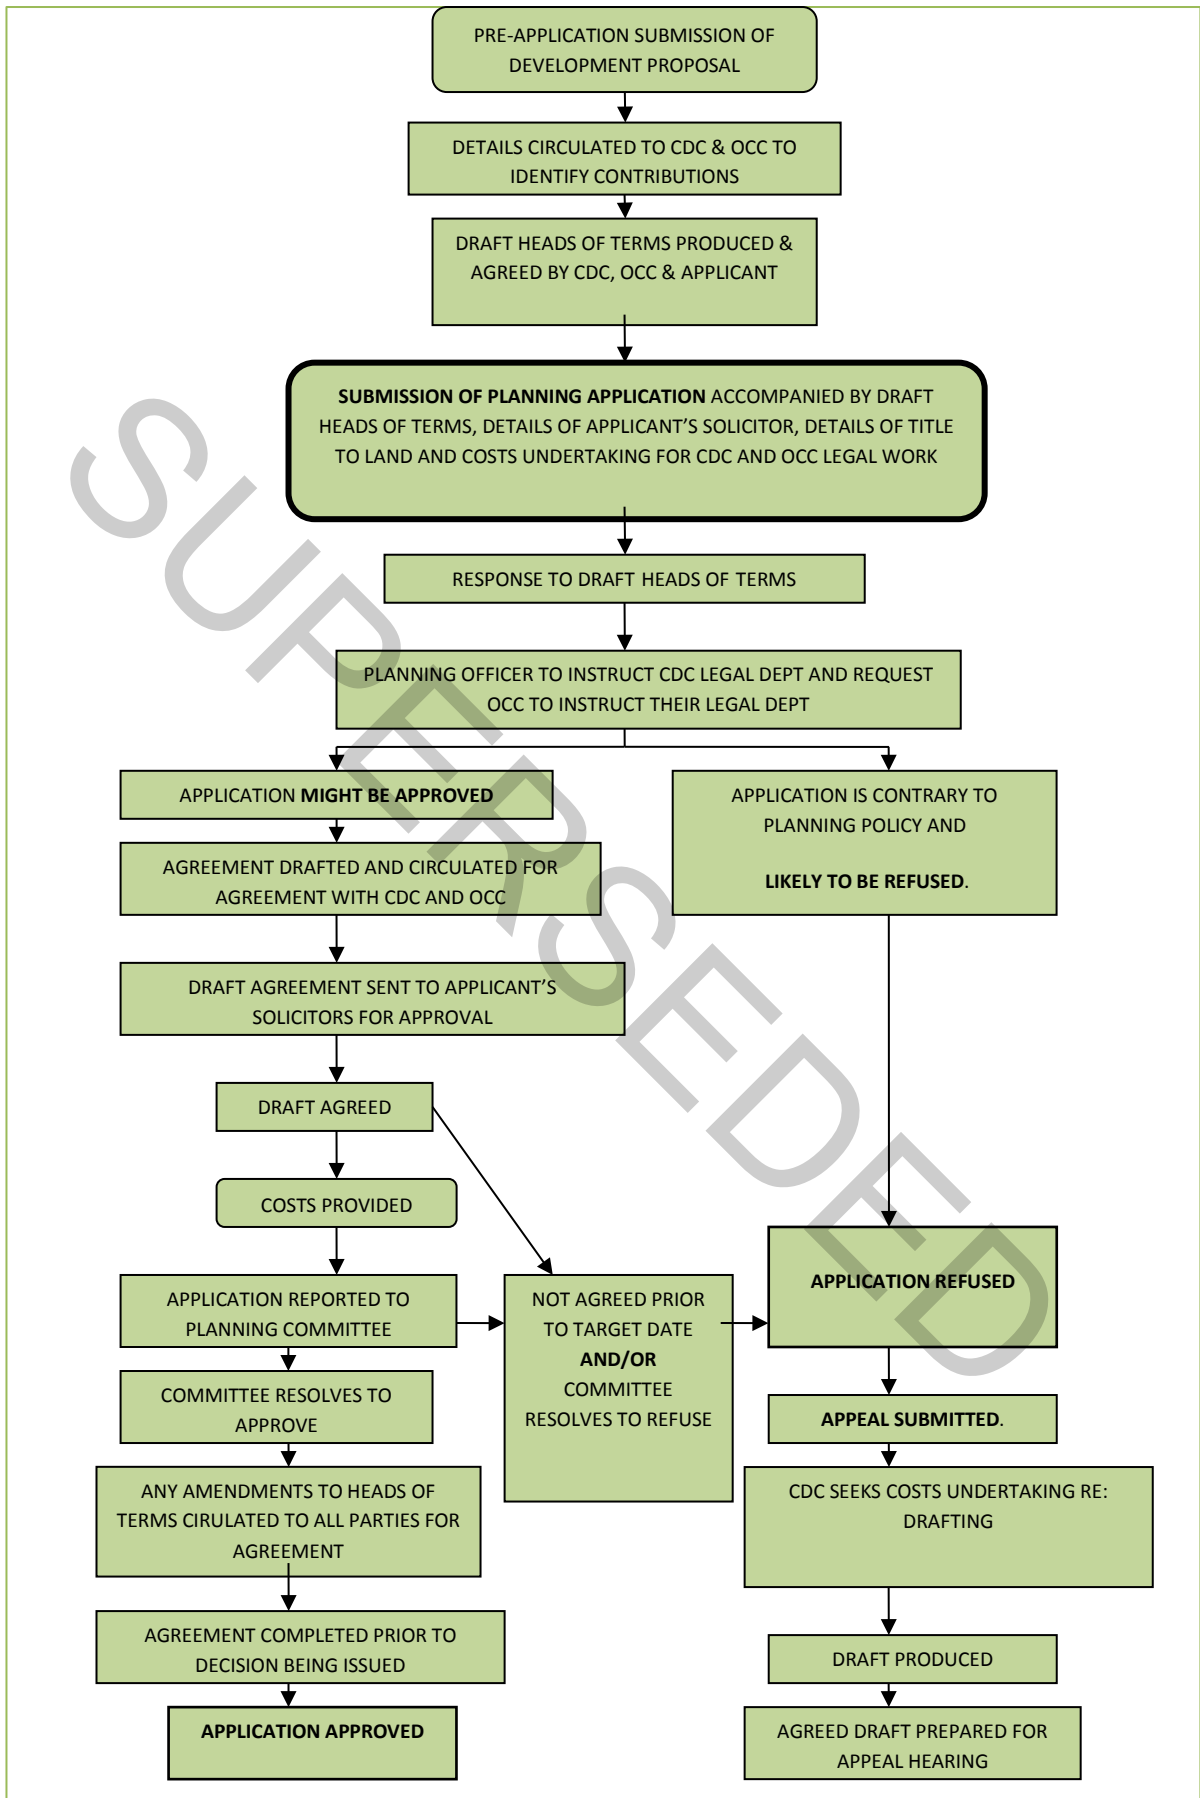 PRE-APPLICATION SUBMISSION OF
DEVELOPMENT PROPOSAL
DETAILS CIRCULATED TO CDC & OCC TO
IDENTIFY CONTRIBUTIONS
DRAFT HEADS OF TERMS PRODUCED &
AGREED BY CDC, OCC & APPLICANT
SUBMISSION OF PLANNING APPLICATION ACCOMPANIED BY DRAFT
HEADS OF TERMS, DETAILS OF APPLICANT’S SOLICITOR, DETAILS OF TITLE
TO LAND AND COSTS UNDERTAKING FOR CDC AND OCC LEGAL WORK
RESPONSE TO DRAFT HEADS OF TERMS
PLANNING OFFICER TO INSTRUCT CDC LEGAL DEPT AND REQUEST
OCC TO INSTRUCT THEIR LEGAL DEPT
APPLICATION MIGHT BE APPROVED
AGREEMENT DRAFTED AND CIRCULATED FOR
AGREEMENT WITH CDC AND OCC
DRAFT AGREEMENT SENT TO APPLICANT’S
SOLICITORS FOR APPROVAL
DRAFT AGREED
COSTS PROVIDED
APPLICATION REPORTED TO
PLANNING COMMITTEE
COMMITTEE RESOLVES TO
APPROVE
ANY AMENDMENTS TO HEADS OF
TERMS CIRULATED TO ALL PARTIES FOR
AGREEMENT
AGREEMENT COMPLETED PRIOR TO
DECISION BEING ISSUED
APPLICATION APPROVED
NOT AGREED PRIOR
TO TARGET DATE
AND/OR
COMMITTEE
RESOLVES TO REFUSE
APPLICATION IS CONTRARY TO
PLANNING POLICY AND
LIKELY TO BE REFUSED.
APPLICATION REFUSED
APPEAL SUBMITTED.
CDC SEEKS COSTS UNDERTAKING RE:
DRAFTING
DRAFT PRODUCED
AGREED DRAFT PREPARED FOR
APPEAL HEARING
SUPERSEDED